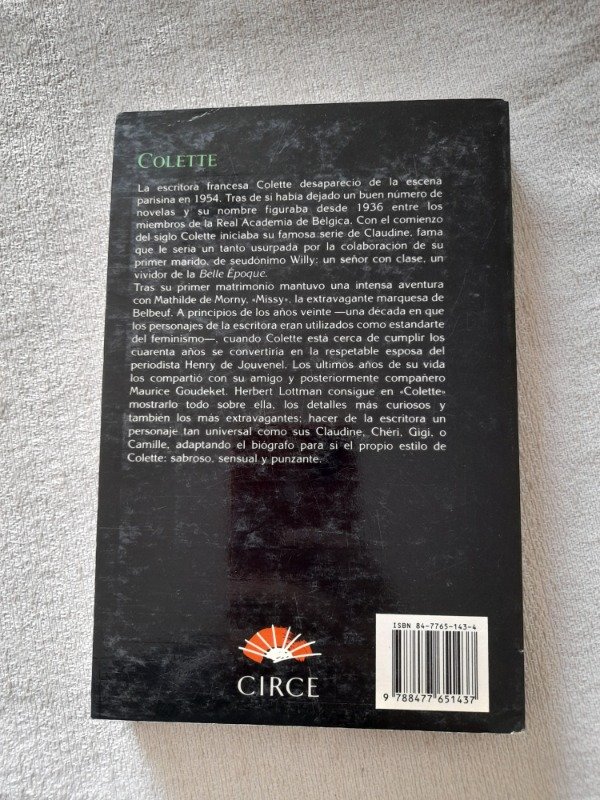 COLETTE
La escritora francesa Colette desapareció de la escena
parisina en 1954. Tras de si había dejado un buen número de
novelas y su nombre figuraba desde 1936 entre los
miembros de la Real Academia de Bélgica. Con el comienzo
del siglo Colette iniciaba su famosa serie de Claudine, fama
que le sería un tanto usurpada por la colaboración de su
primer marido, de seudónimo Willy: un señor con clase, un
vividor de la Belle Époque.
Tras su primer matrimonio mantuvo una intensa aventura
con Mathilde de Morny, «Missy», la extravagante marquesa de
Belbeuf. A principios de los años veinte —una década en que
los personajes de la escritora eran utilizados como estandarte
del feminismo—, cuando Colette está cerca de cumplir los
cuarenta años se convertiría en la respetable esposa del
periodista Henry de Jouvenel. Los ultimos años de su vida
los compartió con su amigo y posteriormente compañero
Maurice Goudeket. Herbert Lottman consigue en «Colette»
mostrarlo todo sobre ella, los detalles más curiosos y
también los más extravagantes; hacer de la escritora un
personaje tan universal como sus Claudine, Chéri, Gigi, o
Camille, adaptando el biógrafo para sí el propio estilo de
Colette: sabroso, sensual y punzante.
ISBN 84-7765-143-4
9 788477 651437
CIRCE